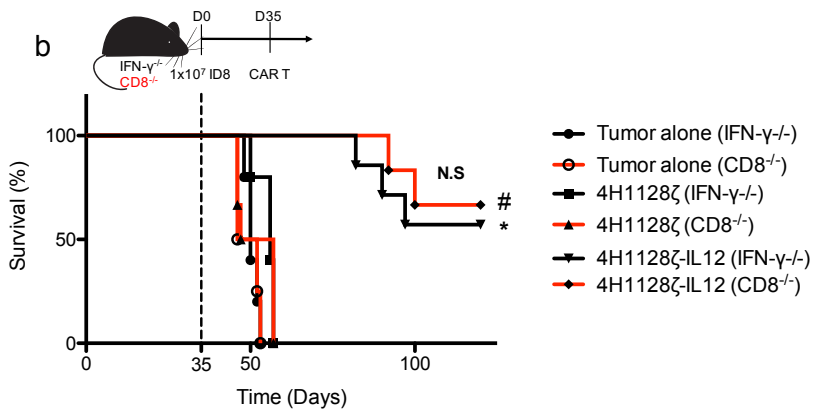 b
D0 D35
IFN-γ-/-
CD8-/-
1x10⁷ ID8
CAR T
Survival (%)
100
50
0
0 35 50 100
Time (Days)
N.S
#
*
Tumor alone (IFN-γ-/-)
Tumor alone (CD8-/-)
4H1128ζ (IFN-γ-/-)
4H1128ζ (CD8-/-)
4H1128ζ-IL12 (IFN-γ-/-)
4H1128ζ-IL12 (CD8-/-)